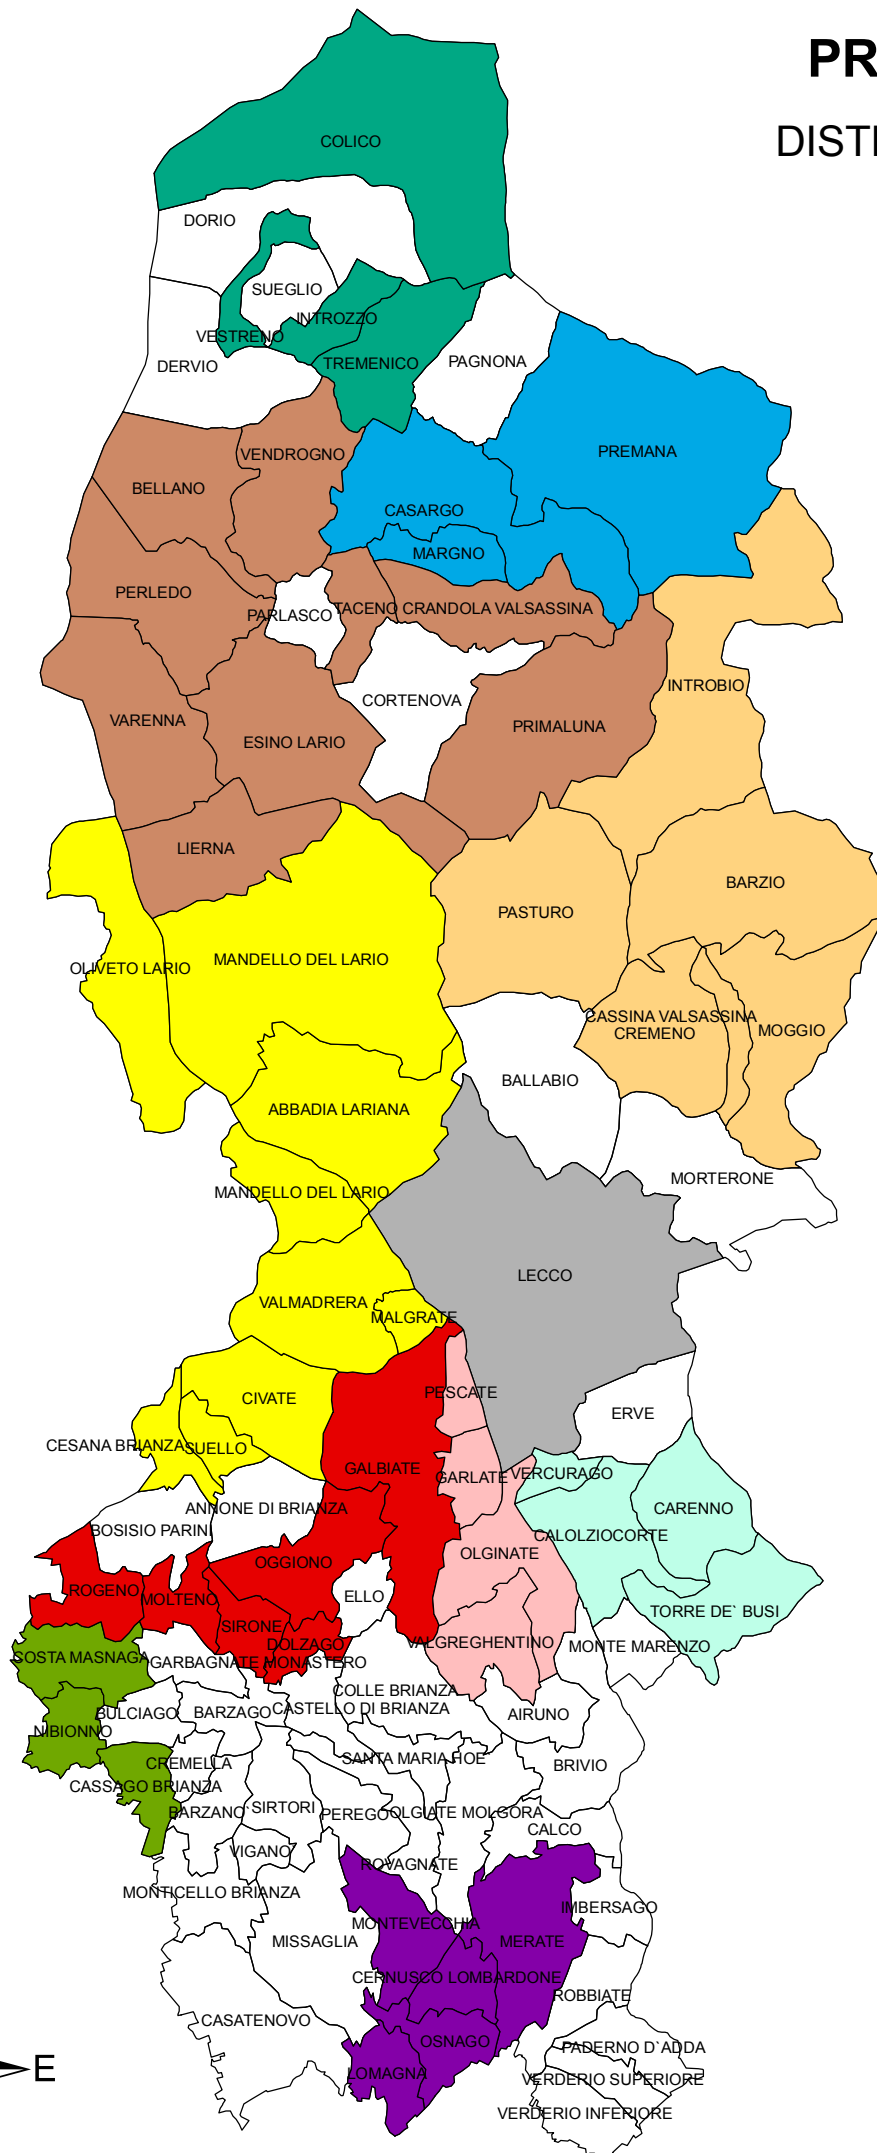 PR
DISTI
COLICO
DORIO
SUEGLIO
INTROZZO
VESTRENO
DERVIO
TREMENICO
PAGNONA
PREMANA
VENDROGNO
BELLANO
CASARGO
MARGNO
PERLEDO
PARLASCO
TACENO
CRANDOLA VALSASSINA
INTROBIO
CORTENOVA
VARENNA
PRIMALUNA
ESINO LARIO
LIERNA
BARZIO
PASTURO
MANDELLO DEL LARIO
OLIVETO LARIO
CASSINA VALSASSINA
CREMENO
MOGGIO
BALLABIO
ABBADIA LARIANA
MORTERONE
MANDELLO DEL LARIO
LECCO
VALMADRERA
MALGRATE
PESCATE
CIVATE
ERVE
CESANA BRIANZA
SUELLO
GALBIATE
GARLATE
VERCURAGO
ANNONE DI BRIANZA
CARENNO
BOSISIO PARINI
CALOLZIOCORTE
OLGINATE
OGGIONO
ROGENO
MOLTENO
ELLO
TORRE DE` BUSI
SIRONE
DOLZAGO
VALGREGHENTINO
MONTE MARENZO
COSTA MASNAGA
GARBAGNATE MONASTERO
COLLE BRIANZA
CASTELLO DI BRIANZA
BULCIAGO
BARZAGO
AIRUNO
NIBIONNO
CREMELLA
SANTA MARIA HOE`
BRIVIO
CASSAGO BRIANZA
BARZANO`
SIRTORI
PEREGO
OLGIATE MOLGORA
CALCO
VIGANO`
ROVAGNATE
MONTICELLO BRIANZA
IMBERSAGO
MONTEVECCHIA
MISSAGLIA
MERATE
CERNUSCO LOMBARDONE
ROBBIATE
CASATENOVO
OSNAGO
PADERNO D`ADDA
E
LOMAGNA
VERDERIO SUPERIORE
VERDERIO INFERIORE